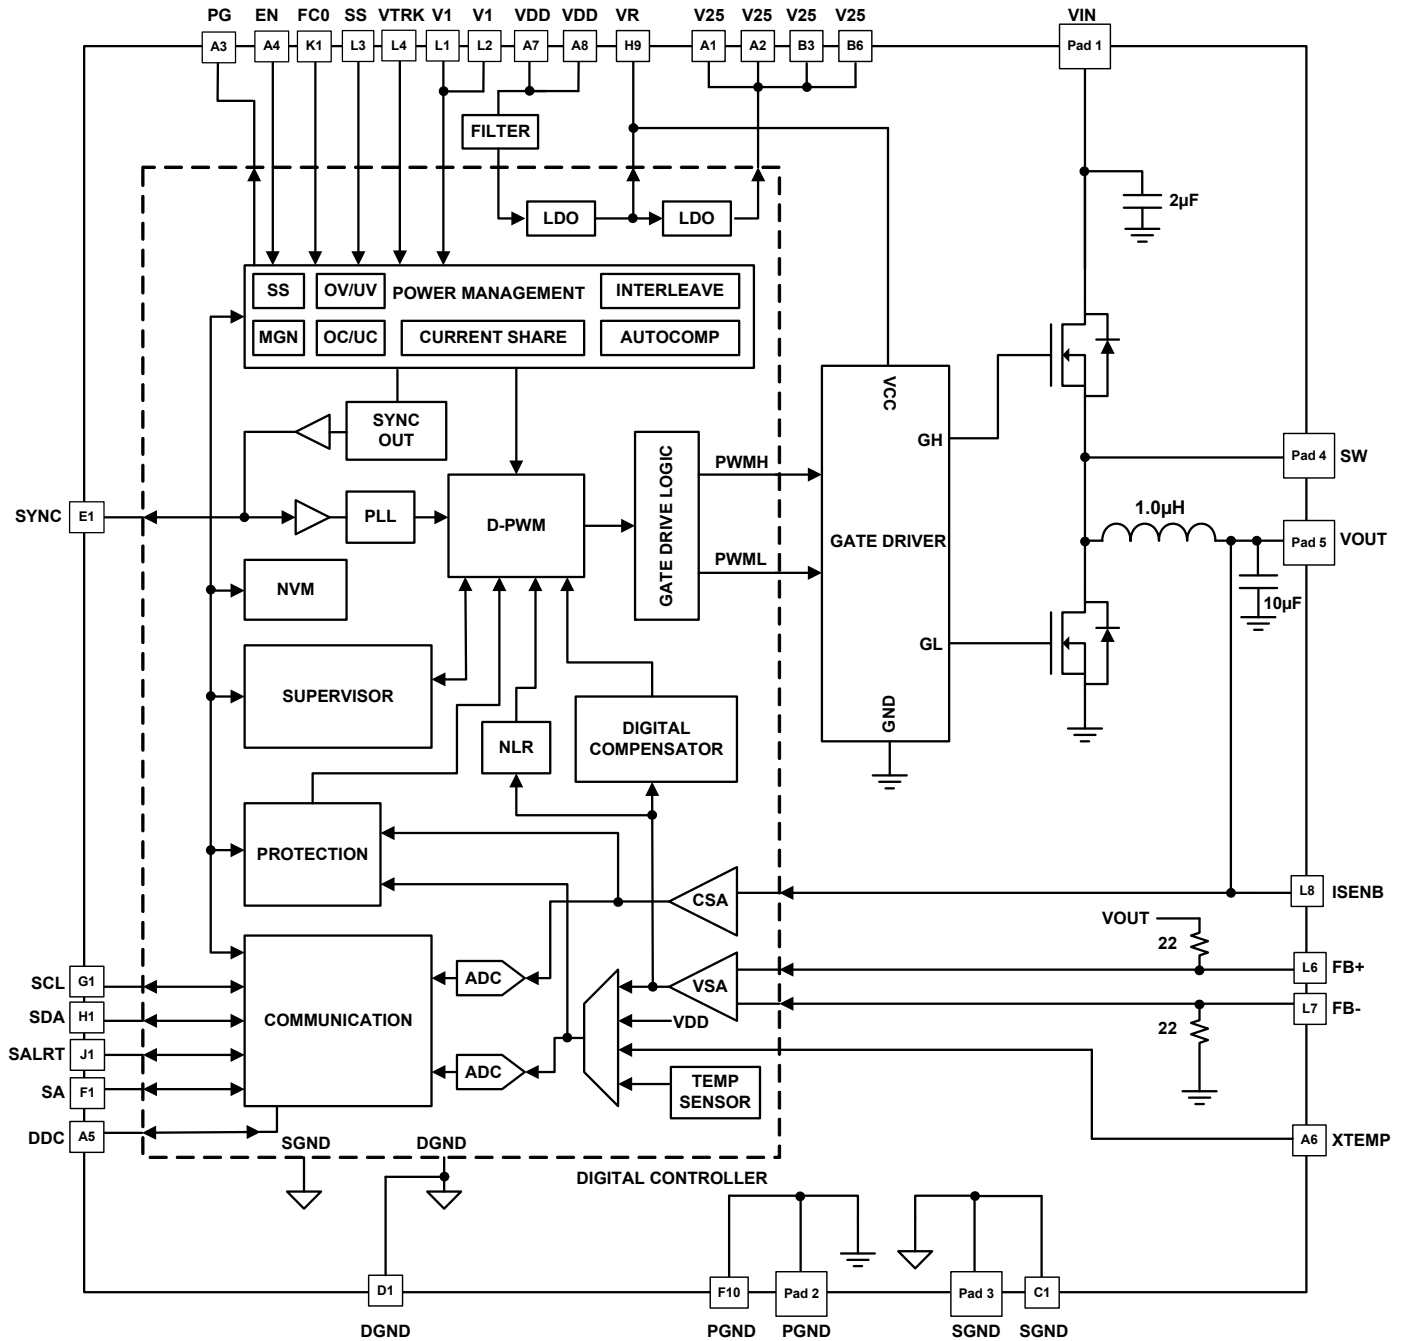 PG EN FC0 SS VTRK V1 V1 VDD VDD VR V25 V25 V25 V25 VIN
A3 A4 K1 L3 L4 L1 L2 A7 A8 H9 A1 A2 B3 B6 Pad 1
FILTER
LDO LDO
2µF
SS OV/UV POWER MANAGEMENT INTERLEAVE
MGN OC/UC CURRENT SHARE AUTOCOMP
SYNC
OUT
VCC
GH
Pad 4 SW
PWMH
GATE DRIVE LOGIC
1.0µH
SYNC E1 PLL D-PWM GATE DRIVER Pad 5 VOUT
PWML
NVM
10µF
GL
SUPERVISOR
GND
NLR
DIGITAL
COMPENSATOR
PROTECTION
CSA L8 ISENB
VOUT
22
SCL G1 ADC VSA L6 FB+
SDA H1 COMMUNICATION VDD L7 FB-
22
SALRT J1
SA F1 ADC TEMP
SENSOR
DDC A5 SGND DGND A6 XTEMP
DIGITAL CONTROLLER
D1 F10 Pad 2 Pad 3 C1
DGND PGND PGND SGND SGND